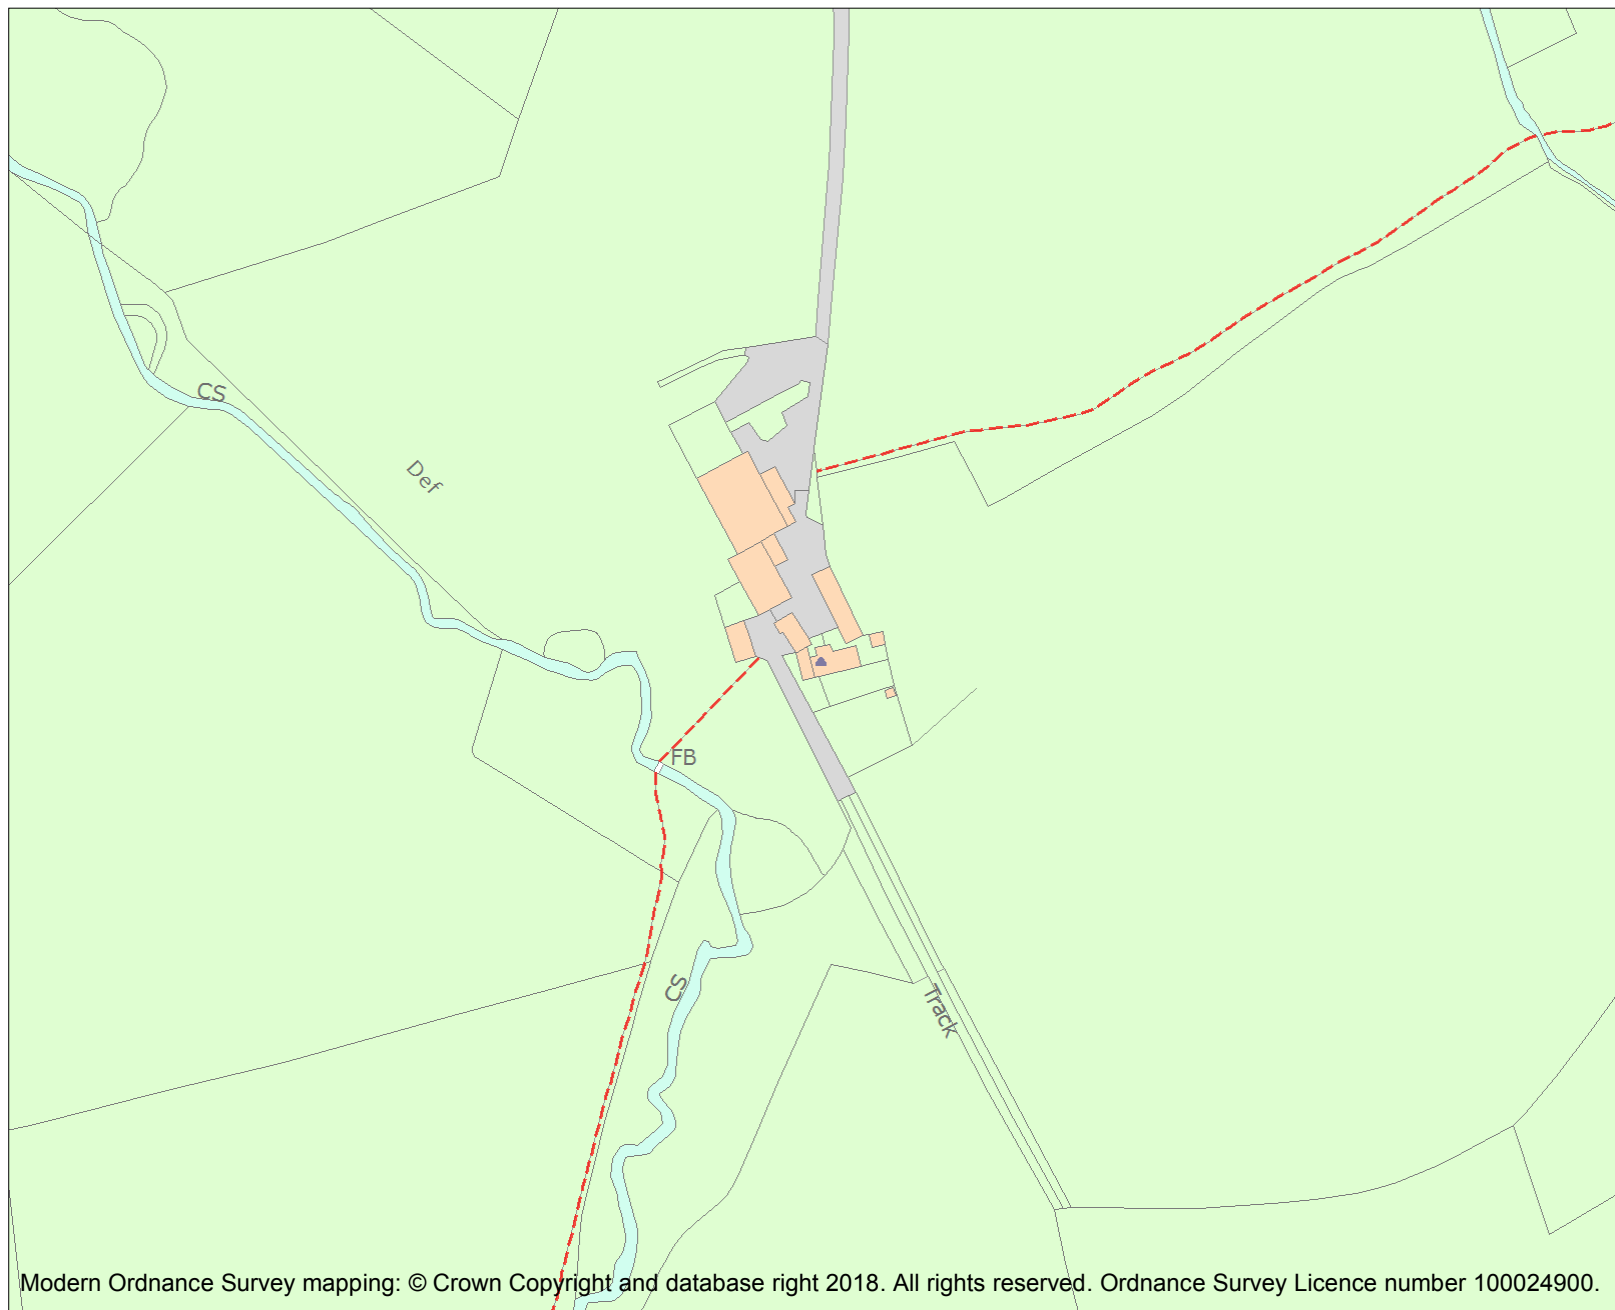 CS
Def
FB
CS
Track
Modern Ordnance Survey mapping: © Crown Copyright and database right 2018. All rights reserved. Ordnance Survey Licence number 100024900.